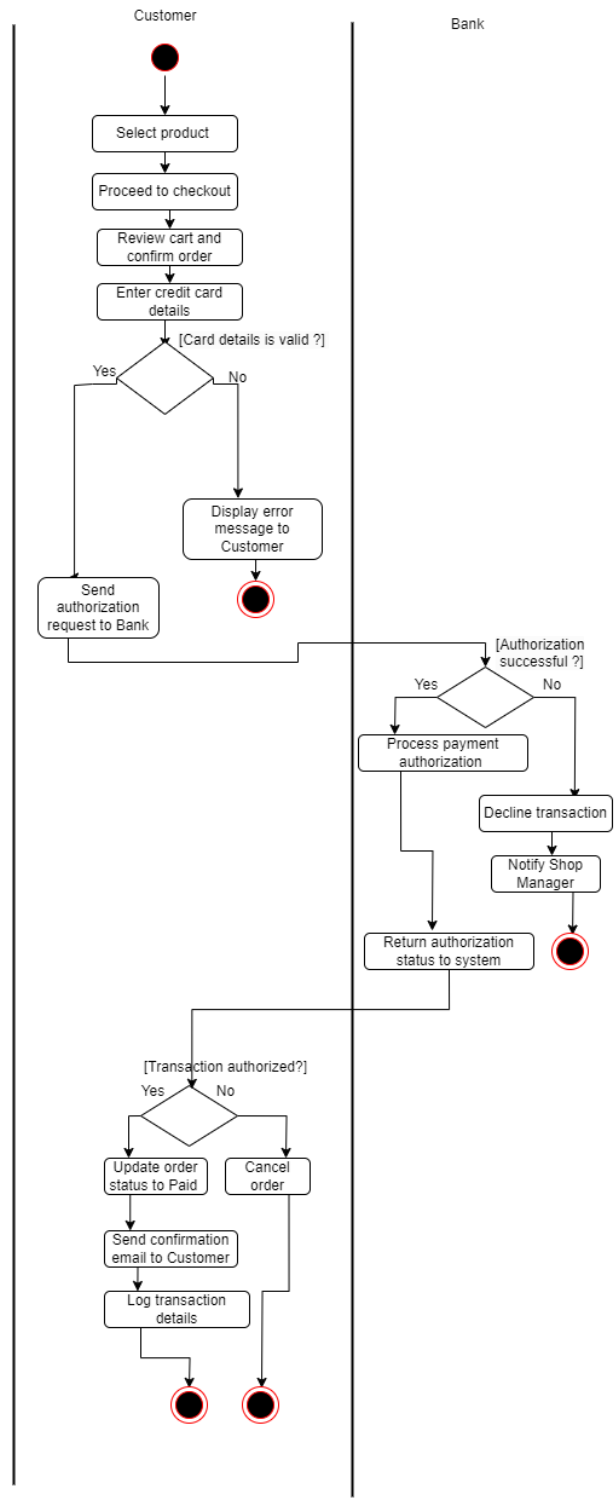 Customer
Bank
Select product
Proceed to checkout
Review cart and
confirm order
Enter credit card
details
[Card details is valid ?]
Yes
No
Display error
message to
Customer
Send
authorization
request to Bank
[Authorization
successful ?]
Yes
No
Process payment
authorization
Decline transaction
Notify Shop
Manager
Return authorization
status to system
[Transaction authorized?]
Yes
No
Update order
status to Paid
Cancel
order
Send confirmation
email to Customer
Log transaction
details